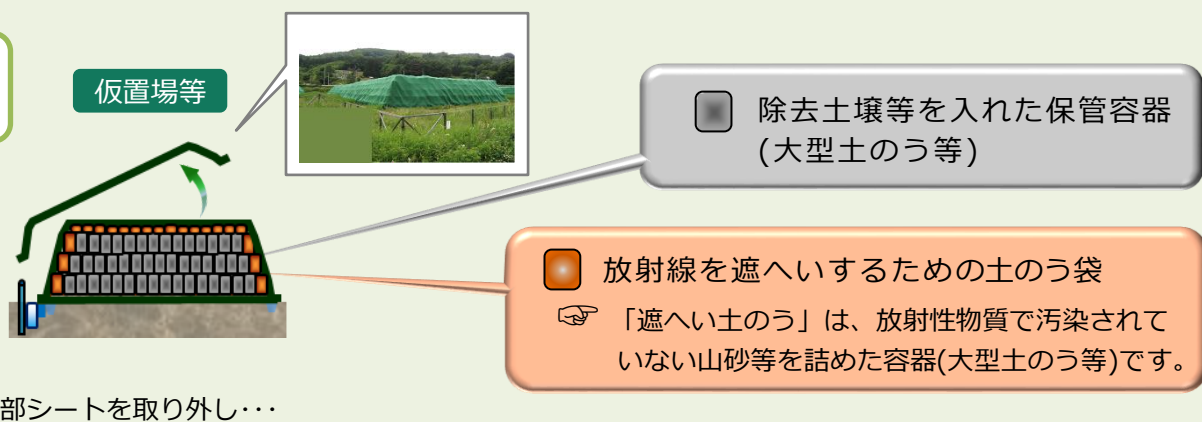 仮置場等
除去土壌等を入れた保管容器
(大型土のう等)
放射線を遮へいするための土のう袋
☞ 「遮へい土のう」は、放射性物質で汚染されて
いない山砂等を詰めた容器(大型土のう等)です。
部シートを取り外し･･･